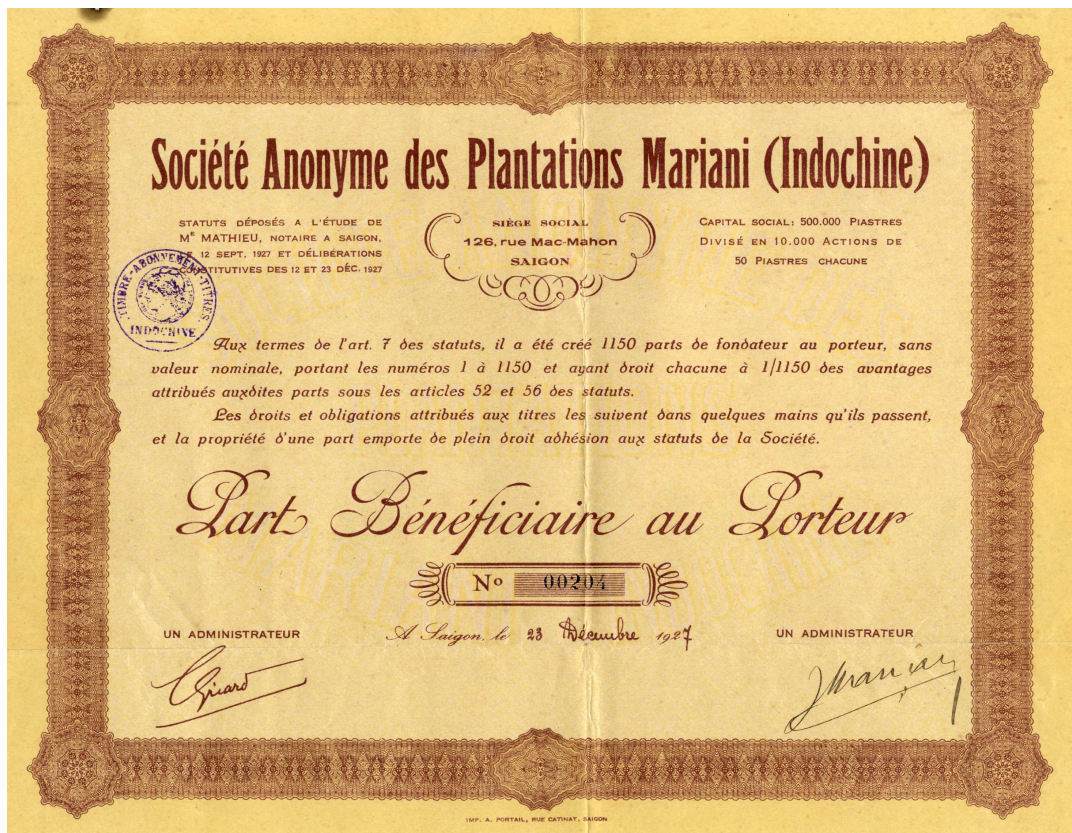 Société Anonyme des Plantations Mariani (Indochine)
STATUTS DÉPOSÉS A L'ÉTUDE DE
Mᴱ MATHIEU, NOTAIRE A SAIGON,
12 SEPT. 1927 ET DÉLIBÉRATIONS
CONSTITUTIVES DES 12 ET 23 DÉC. 1927
SIÈGE SOCIAL
126, rue Mac-Mahon
SAIGON
CAPITAL SOCIAL: 500.000 PIASTRES
DIVISÉ EN 10.000 ACTIONS DE
50 PIASTRES CHACUNE
TIMBRE-ABONNEMENT-TITRES
INDOCHINE
Aux termes de l'art. 7 des statuts, il a été créé 1150 parts de fondateur au porteur, sans
valeur nominale, portant les numéros 1 à 1150 et ayant droit chacune à 1/1150 des avantages
attribués auxdites parts sous les articles 52 et 56 des statuts.
Les droits et obligations attribués aux titres les suivent dans quelques mains qu'ils passent,
et la propriété d'une part emporte de plein droit adhésion aux statuts de la Société.
Part Bénéficiaire au Porteur
Nº 00204
UN ADMINISTRATEUR
A Saigon, le 23 Décembre 1927
UN ADMINISTRATEUR
IMP. A. PORTAIL, RUE CATINAT, SAIGON